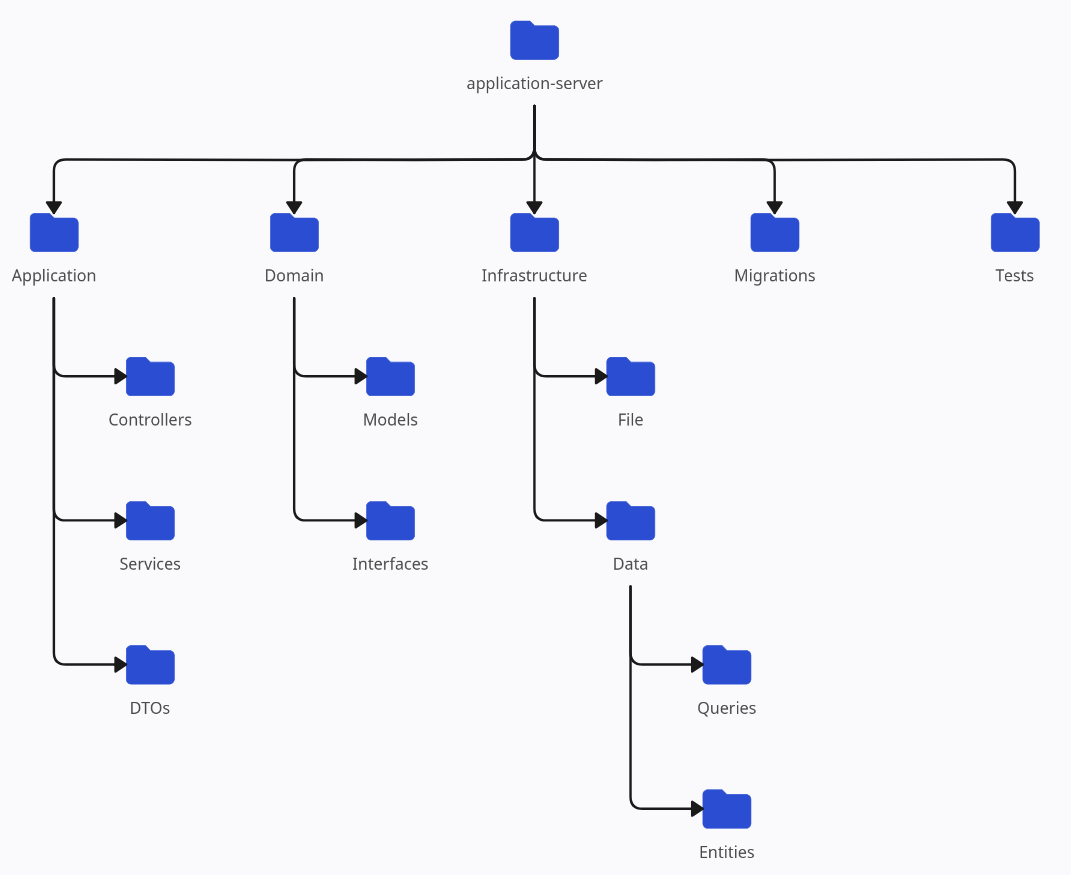 application-server
Application
Domain
Infrastructure
Migrations
Tests
Controllers
Models
File
Services
Interfaces
Data
DTOs
Queries
Entities